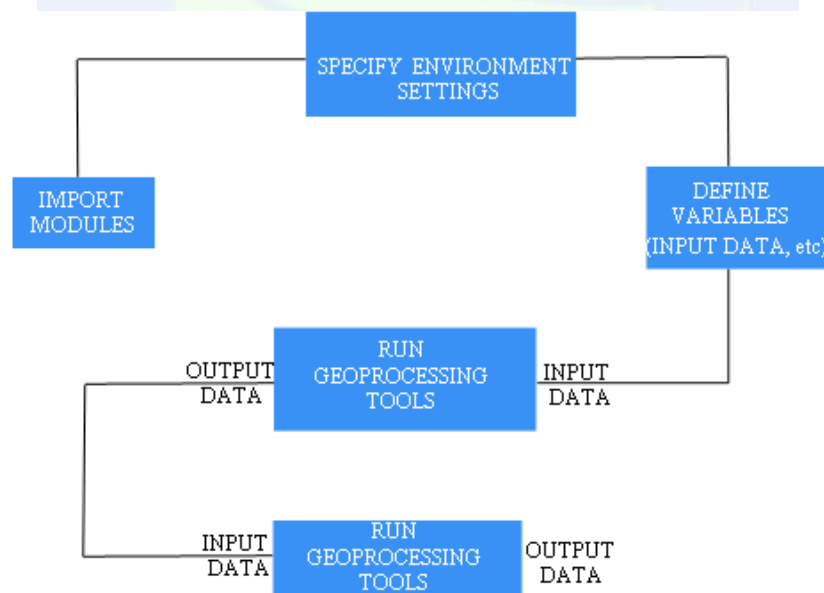 SPECIFY ENVIRONMENT
SETTINGS
IMPORT
MODULES
DEFINE
VARIABLES
(INPUT DATA, etc)
RUN
GEOPROCESSING
TOOLS
OUTPUT
DATA
INPUT
DATA
INPUT
DATA
RUN
GEOPROCESSING
TOOLS
OUTPUT
DATA